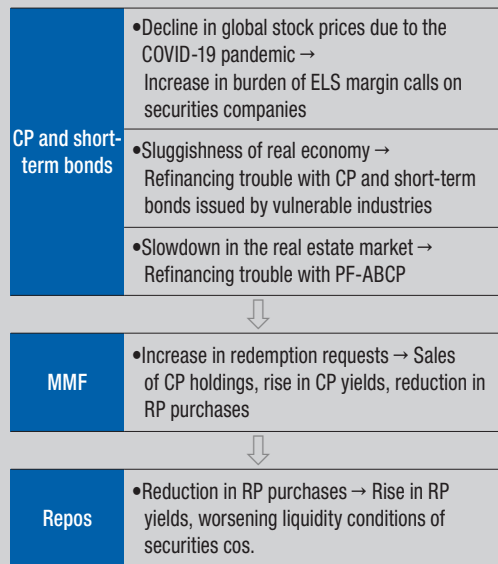 CP and short-
term bonds
•Decline in global stock prices due to the
COVID-19 pandemic →
Increase in burden of ELS margin calls on
securities companies
•Sluggishness of real economy →
Refinancing trouble with CP and short-term
bonds issued by vulnerable industries
•Slowdown in the real estate market →
Refinancing trouble with PF-ABCP
MMF
•Increase in redemption requests → Sales
of CP holdings, rise in CP yields, reduction in
RP purchases
Repos
•Reduction in RP purchases → Rise in RP
yields, worsening liquidity conditions of
securities cos.